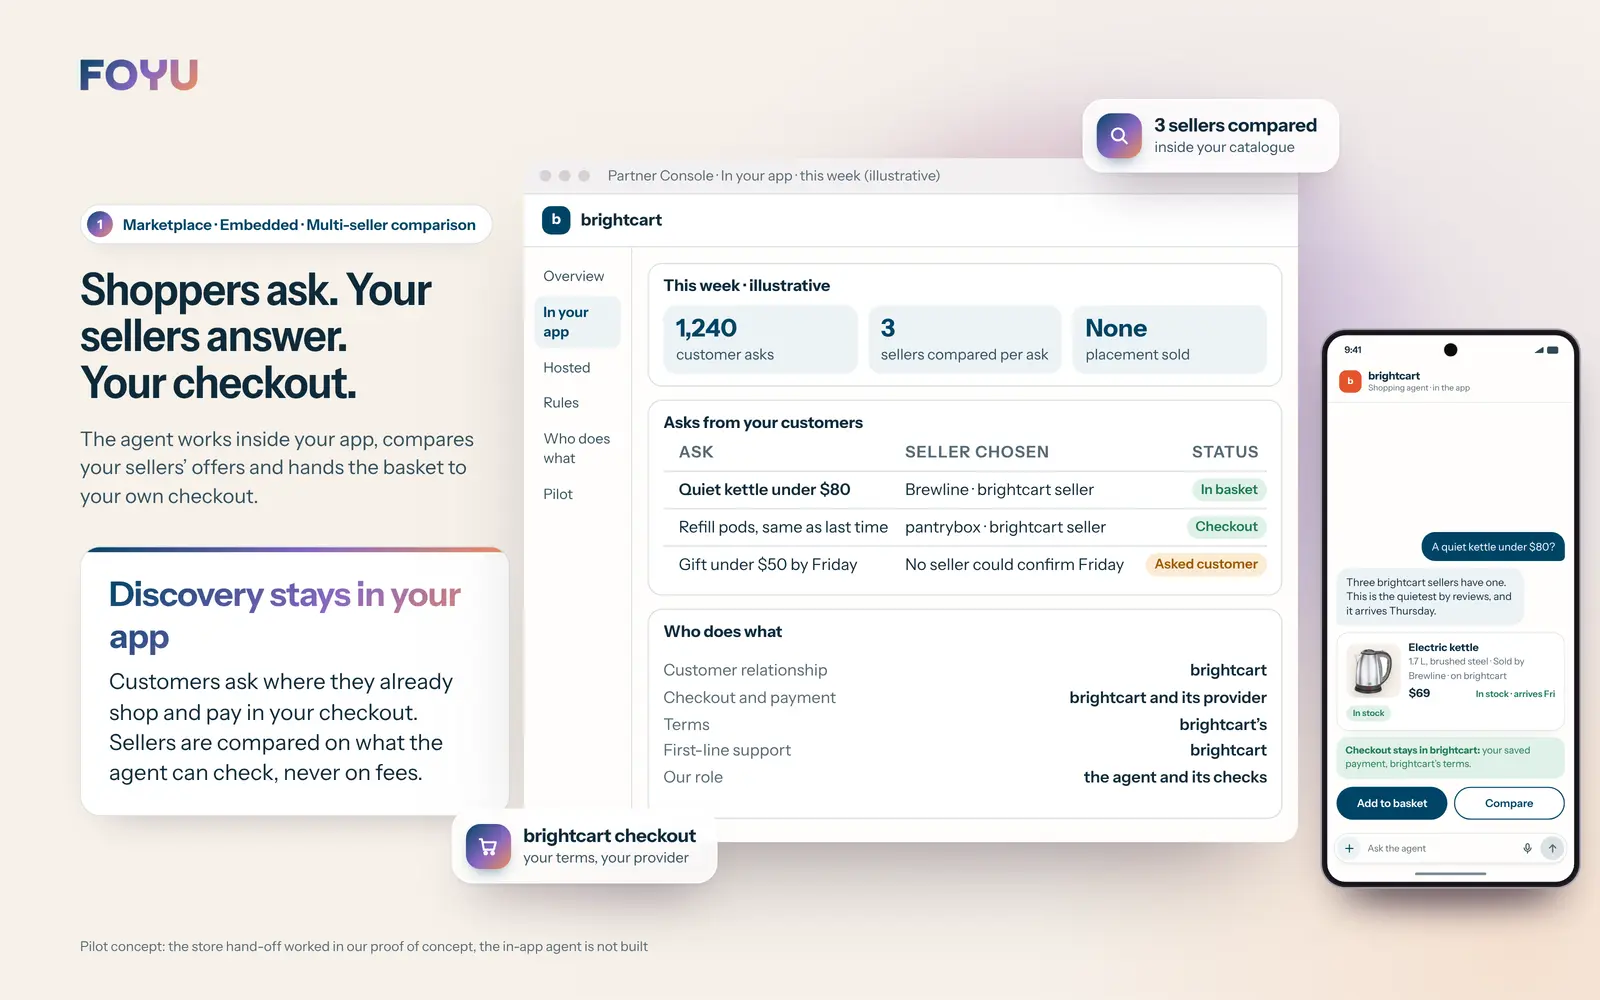 FOYU
1 Marketplace · Embedded · Multi-seller comparison
Shoppers ask. Your
sellers answer.
Your checkout.
The agent works inside your app, compares
your sellers’ offers and hands the basket to
your own checkout.
Discovery stays in your
app
Customers ask where they already
shop and pay in your checkout.
Sellers are compared on what the
agent can check, never on fees.
3 sellers compared
inside your catalogue
Partner Console · In your app · this week (illustrative)
b brightcart
Overview
In your
app
Hosted
Rules
Who does
what
Pilot
This week · illustrative
1,240
customer asks
3
sellers compared per ask
None
placement sold
Asks from your customers
ASK SELLER CHOSEN STATUS
Quiet kettle under $80 Brewline · brightcart seller In basket
Refill pods, same as last time pantrybox · brightcart seller Checkout
Gift under $50 by Friday No seller could confirm Friday Asked customer
Who does what
Customer relationship brightcart
Checkout and payment brightcart and its provider
Terms brightcart’s
First-line support brightcart
Our role the agent and its checks
brightcart checkout
your terms, your provider
9:41
b brightcart
Shopping agent · in the app
A quiet kettle under $80?
Three brightcart sellers have one.
This is the quietest by reviews, and
it arrives Thursday.
Electric kettle
1.7 L, brushed steel · Sold by
Brewline · on brightcart
$69 In stock · arrives Fri
In stock
Checkout stays in brightcart: your saved
payment, brightcart’s terms.
Add to basket Compare
+ Ask the agent
Pilot concept: the store hand-off worked in our proof of concept, the in-app agent is not built